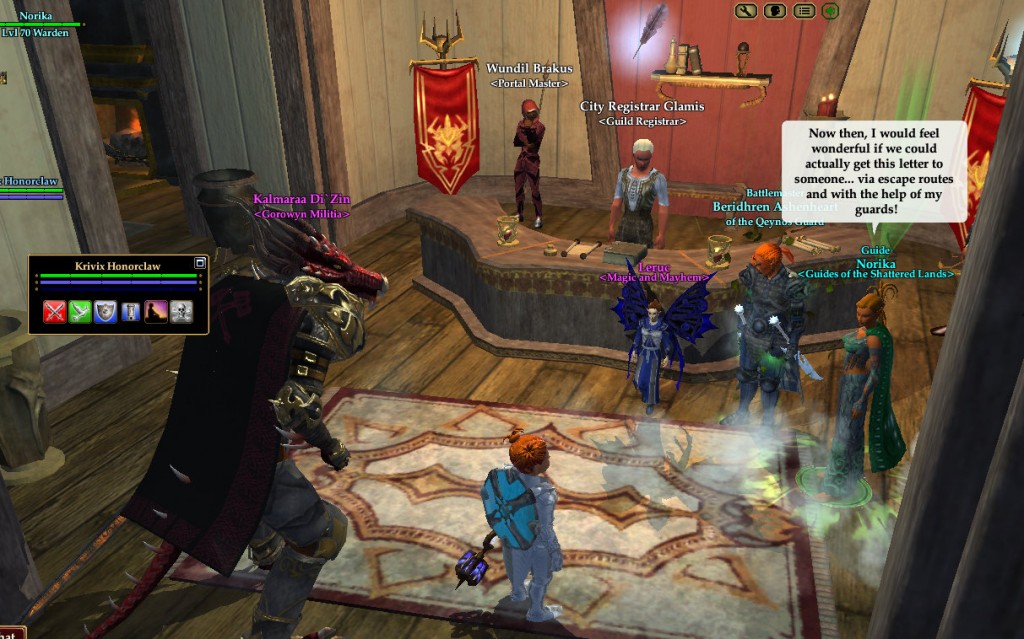 Norika
Lvl 70 Warden
Honorclaw
Krivix Honorclaw
Kalmaraa Di`Zin
<Gorowyn Militia>
Wundil Brakus
<Portal Master>
City Registrar Glamis
<Guild Registrar>
Leruc
<Magic and Mayhem>
Beridhren
of the Qeynos Guard
Now then, I would feel
wonderful if we could
actually get this letter to
someone... via escape routes
and with the help of my
guards!
Guide
Norika
<Guides of the Shattered Lands>